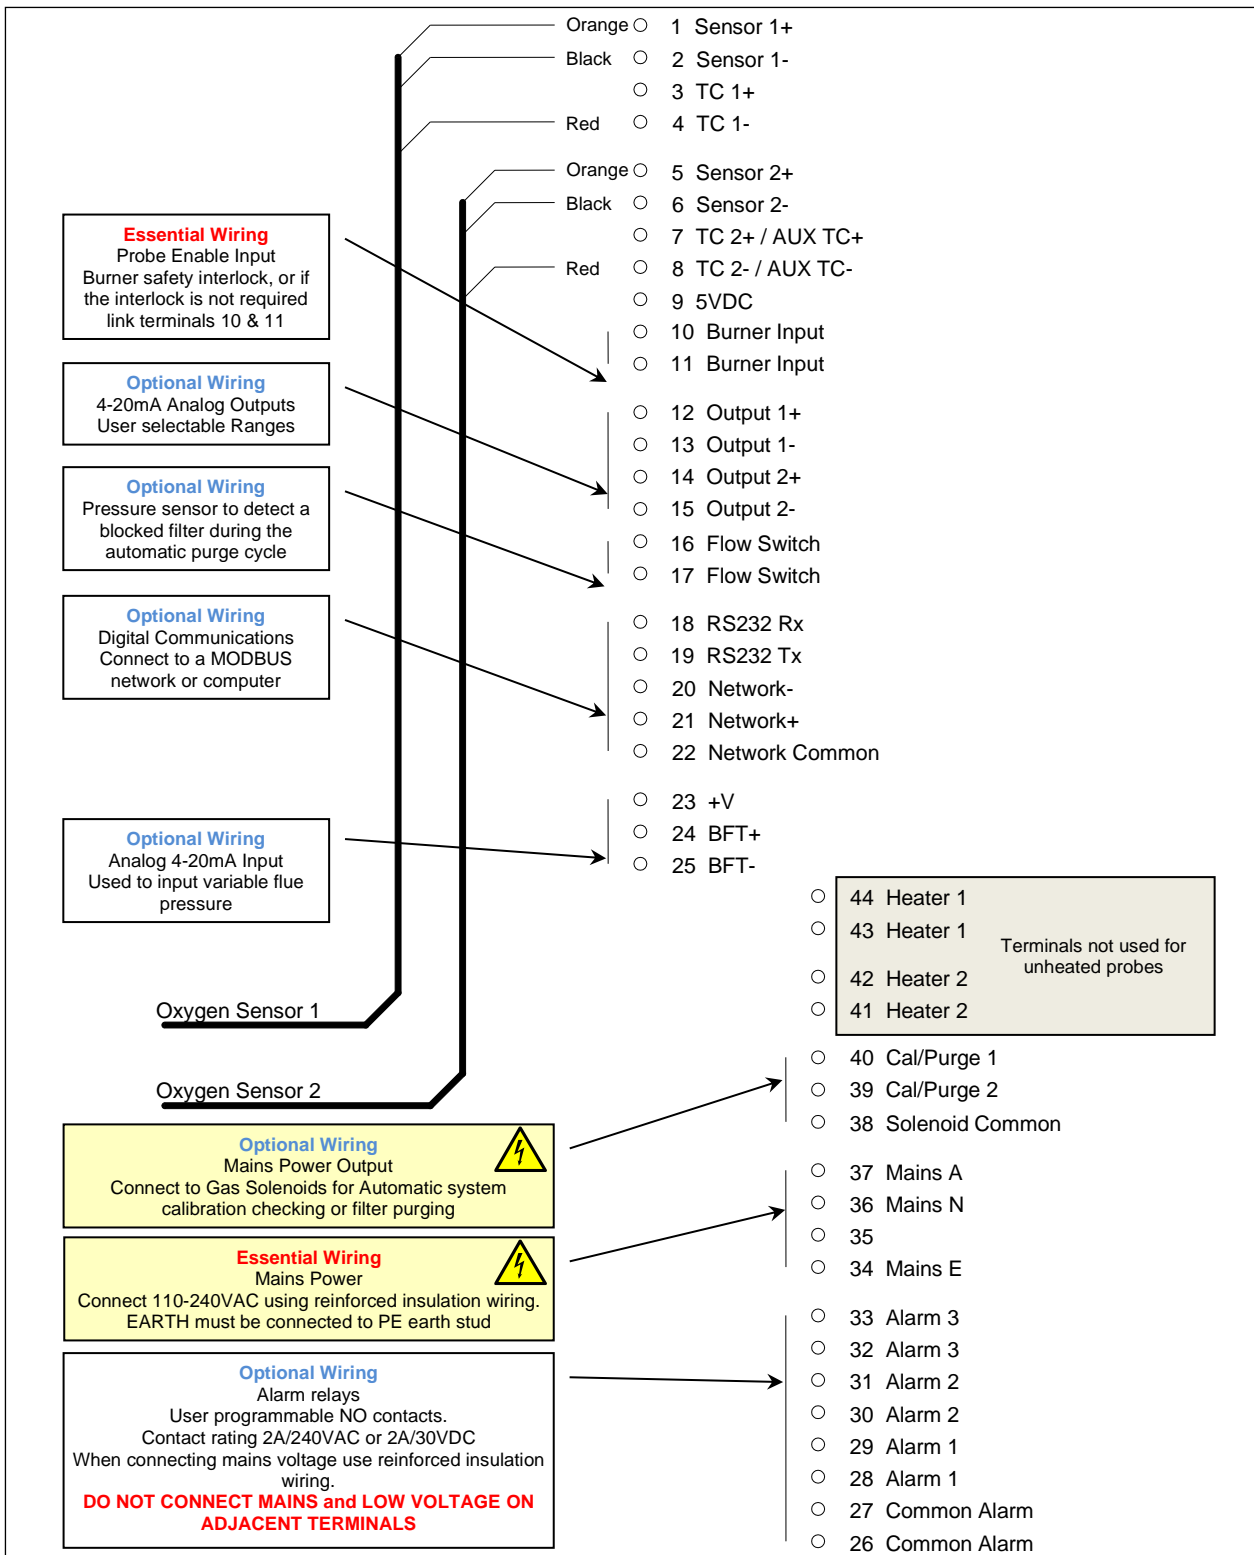 Orange 1 Sensor 1+
Black 2 Sensor 1-
3 TC 1+
Red 4 TC 1-
Orange 5 Sensor 2+
Black 6 Sensor 2-
7 TC 2+ / AUX TC+
Red 8 TC 2- / AUX TC-
9 5VDC
10 Burner Input
11 Burner Input
12 Output 1+
13 Output 1-
14 Output 2+
15 Output 2-
16 Flow Switch
17 Flow Switch
18 RS232 Rx
19 RS232 Tx
20 Network-
21 Network+
22 Network Common
23 +V
24 BFT+
25 BFT-
Essential Wiring
Probe Enable Input
Burner safety interlock, or if
the interlock is not required
link terminals 10 & 11
Optional Wiring
4-20mA Analog Outputs
User selectable Ranges
Optional Wiring
Pressure sensor to detect a
blocked filter during the
automatic purge cycle
Optional Wiring
Digital Communications
Connect to a MODBUS
network or computer
Optional Wiring
Analog 4-20mA Input
Used to input variable flue
pressure
44 Heater 1
43 Heater 1
42 Heater 2
41 Heater 2
Terminals not used for
unheated probes
Oxygen Sensor 1
Oxygen Sensor 2
40 Cal/Purge 1
39 Cal/Purge 2
38 Solenoid Common
37 Mains A
36 Mains N
35
34 Mains E
33 Alarm 3
32 Alarm 3
31 Alarm 2
30 Alarm 2
29 Alarm 1
28 Alarm 1
27 Common Alarm
26 Common Alarm
Optional Wiring
Mains Power Output
Connect to Gas Solenoids for Automatic system
calibration checking or filter purging
Essential Wiring
Mains Power
Connect 110-240VAC using reinforced insulation wiring.
EARTH must be connected to PE earth stud
Optional Wiring
Alarm relays
User programmable NO contacts.
Contact rating 2A/240VAC or 2A/30VDC
When connecting mains voltage use reinforced insulation
wiring.
DO NOT CONNECT MAINS and LOW VOLTAGE ON
ADJACENT TERMINALS